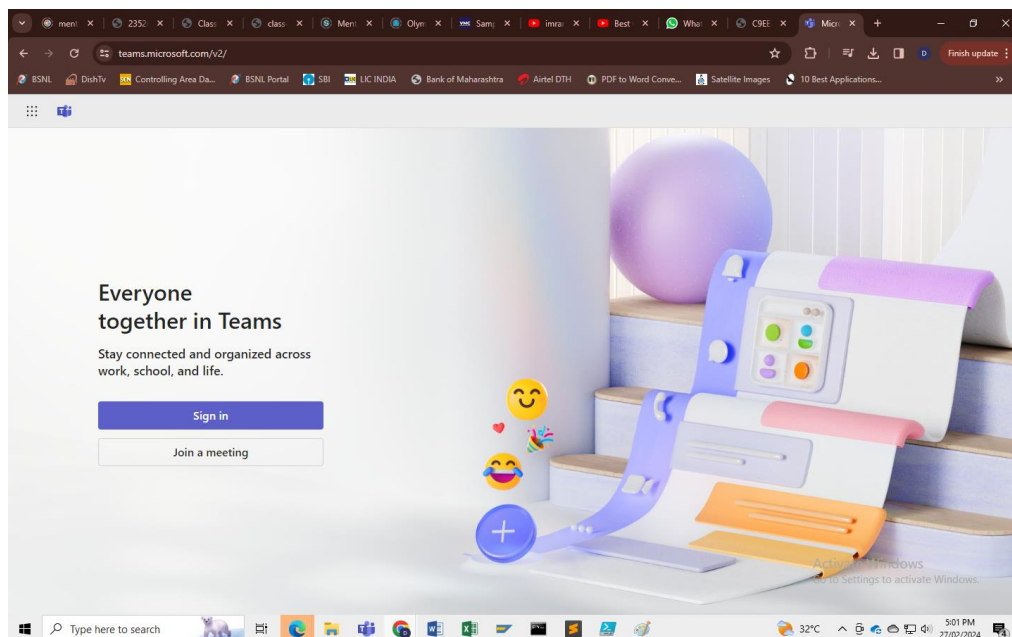 ment
2352
Class
class
Ment
Olym
Samp
imra
Best
What
C9EE
Micr
teams.microsoft.com/v2/
Finish update
BSNL
DishTv
Controlling Area Da...
BSNL Portal
SBI
LIC INDIA
Bank of Maharashtra
Airtel DTH
PDF to Word Conve...
Satellite Images
10 Best Applications...
Everyone
together in Teams
Stay connected and organized across
work, school, and life.
Sign in
Join a meeting
Activate Windows
Go to Settings to activate Windows.
Type here to search
32°C
5:01 PM
27/02/2024